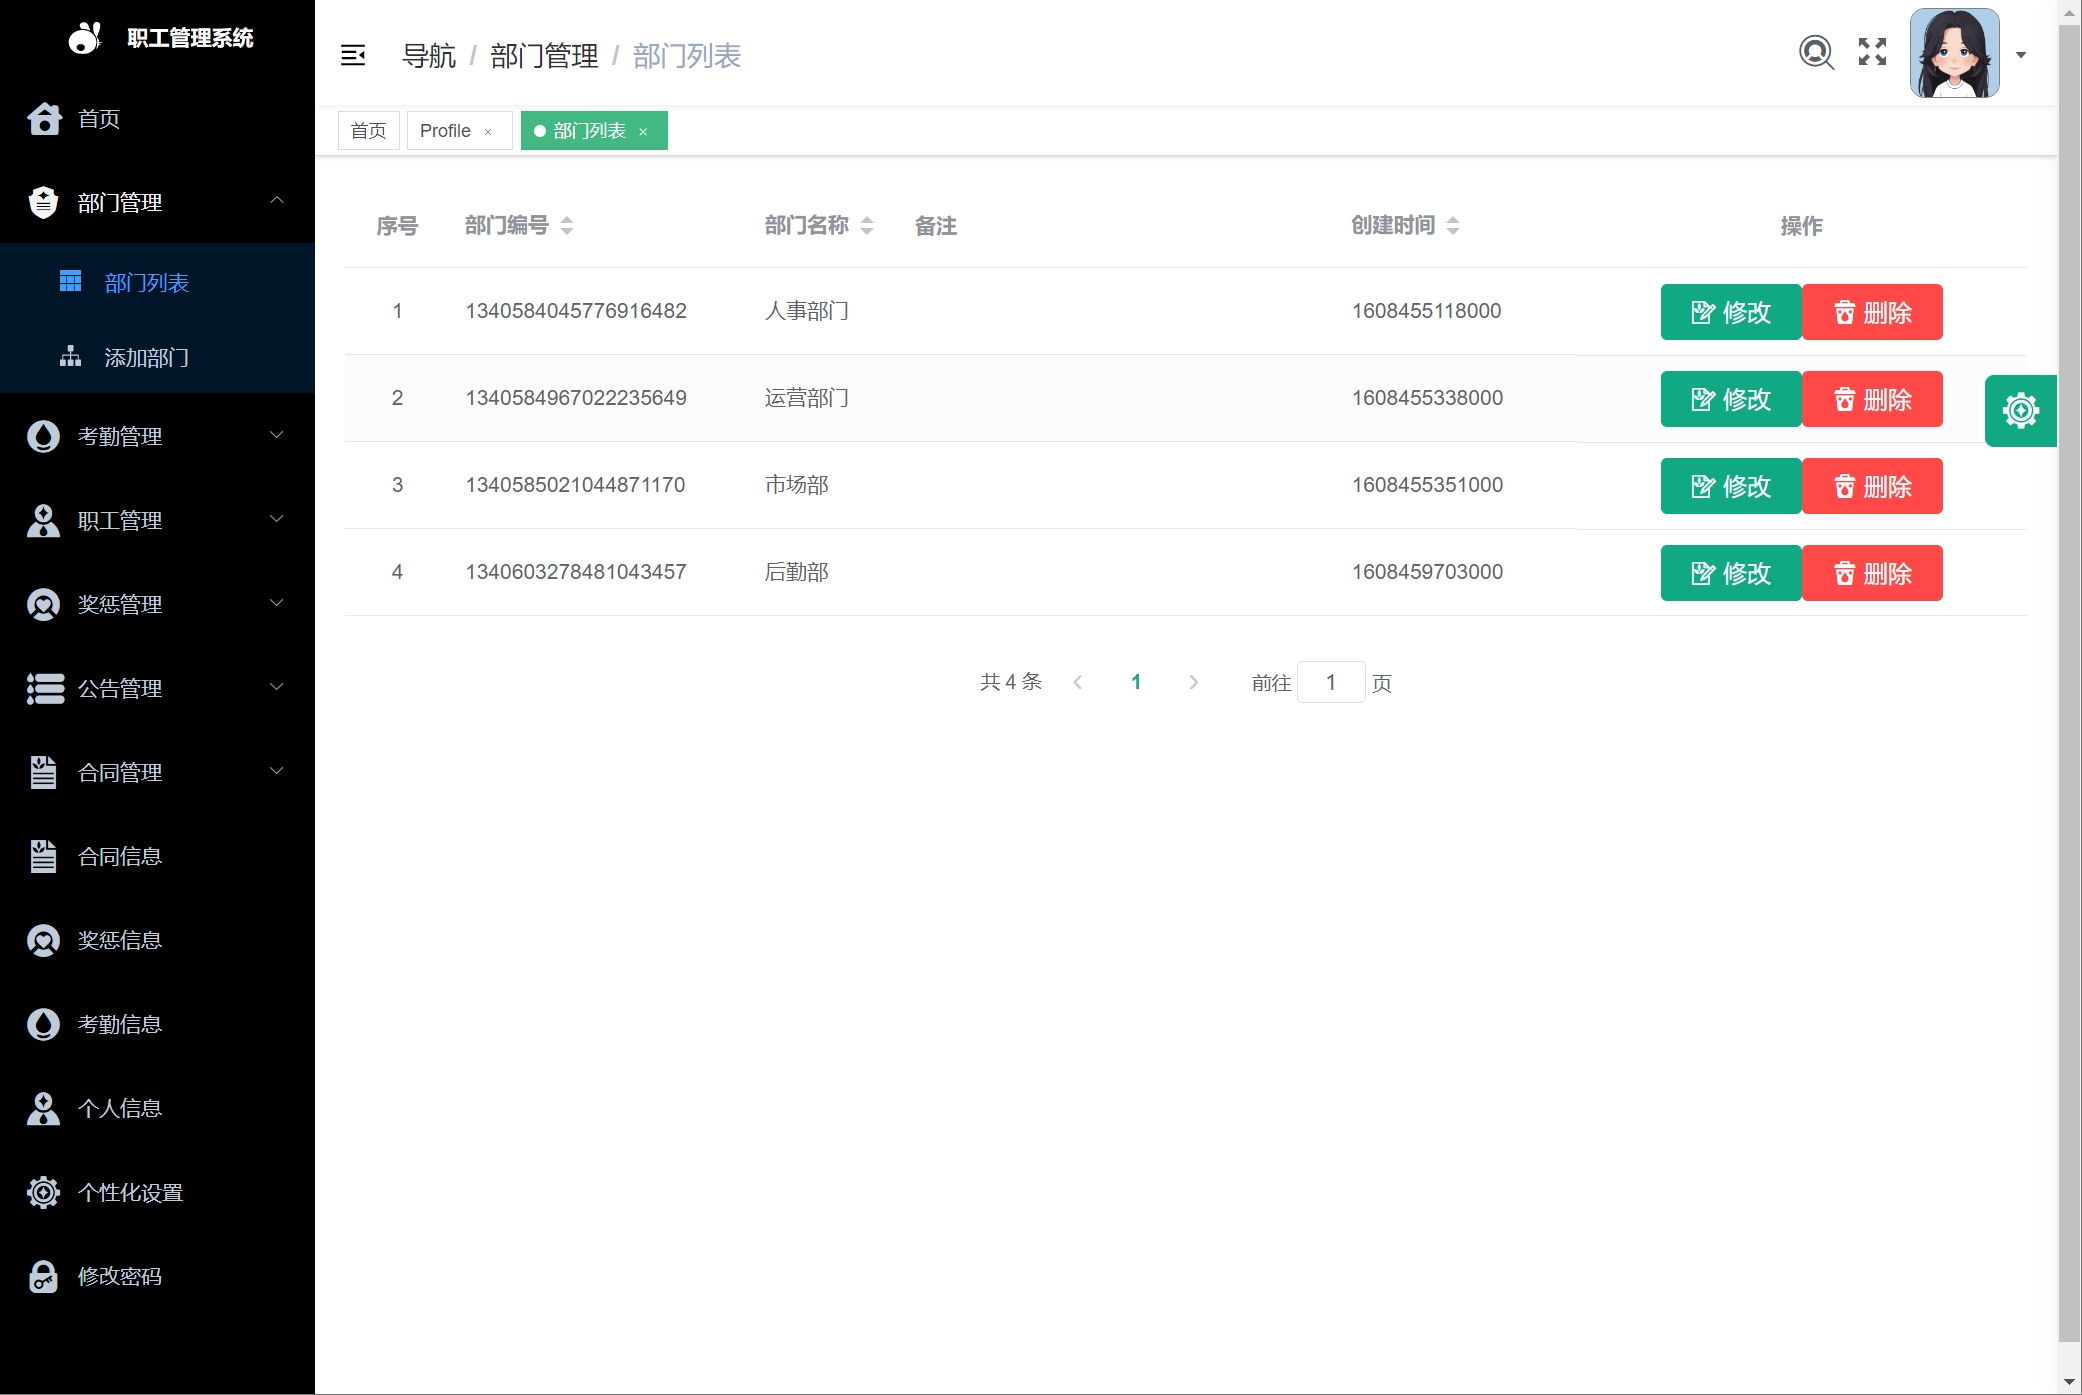 职工管理系统
首页
部门管理
部门列表
添加部门
考勤管理
职工管理
奖惩管理
公告管理
合同管理
合同信息
奖惩信息
考勤信息
个人信息
个性化设置
修改密码
导航 / 部门管理 / 部门列表
首页 Profile × 部门列表 ×
序号 部门编号 部门名称 备注 创建时间 操作
1 1340584045776916482 人事部门 1608455118000 修改 删除
2 1340584967022235649 运营部门 1608455338000 修改 删除
3 1340585021044871170 市场部 1608455351000 修改 删除
4 1340603278481043457 后勤部 1608459703000 修改 删除
共 4 条 1 前往 1 页